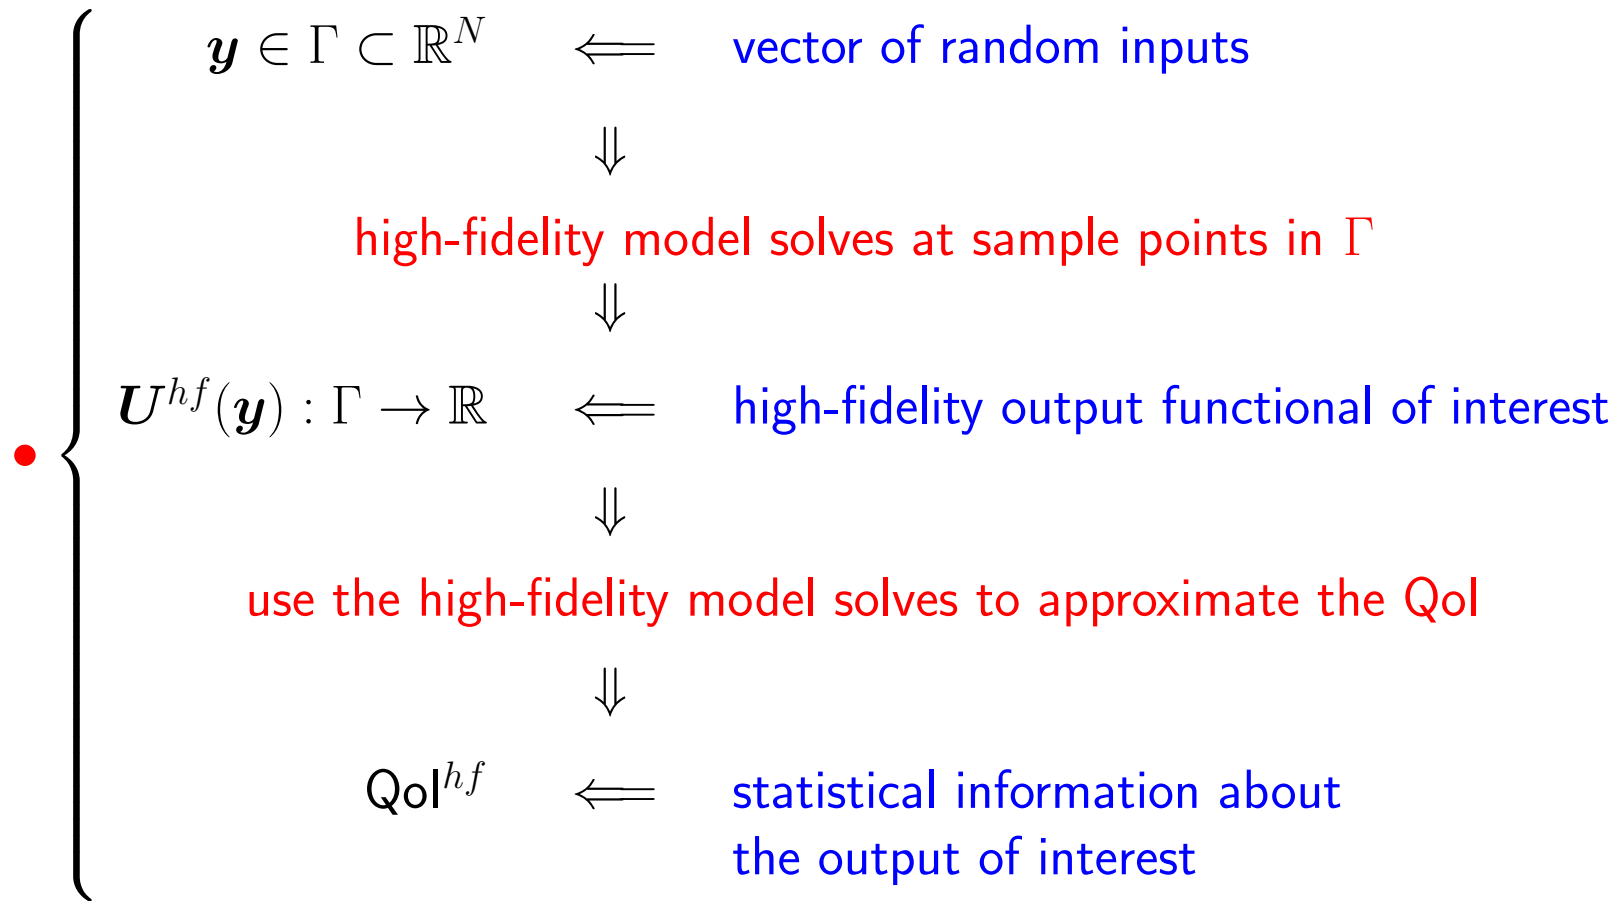 𝒚 ∈ Γ ⊂ ℝ^N ⟸ vector of random inputs
⇓
high-fidelity model solves at sample points in Γ
⇓
• { 𝑼^{hf}(𝒚) : Γ → ℝ ⟸ high-fidelity output functional of interest
⇓
use the high-fidelity model solves to approximate the QoI
⇓
QoI^{hf} ⟸ statistical information about
the output of interest